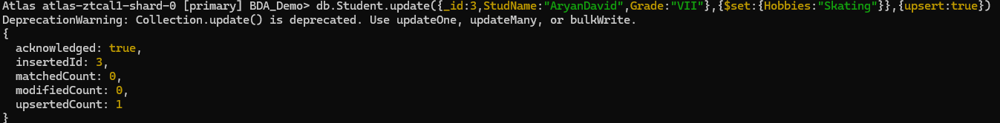 Atlas atlas-ztcal1-shard-0 [primary] BDA_Demo> db.Student.update({_id:3,StudName:"AryanDavid",Grade:"VII"},{$set:{Hobbies:"Skating"}},{upsert:true})
DeprecationWarning: Collection.update() is deprecated. Use updateOne, updateMany, or bulkWrite.
{
  acknowledged: true,
  insertedId: 3,
  matchedCount: 0,
  modifiedCount: 0,
  upsertedCount: 1
}